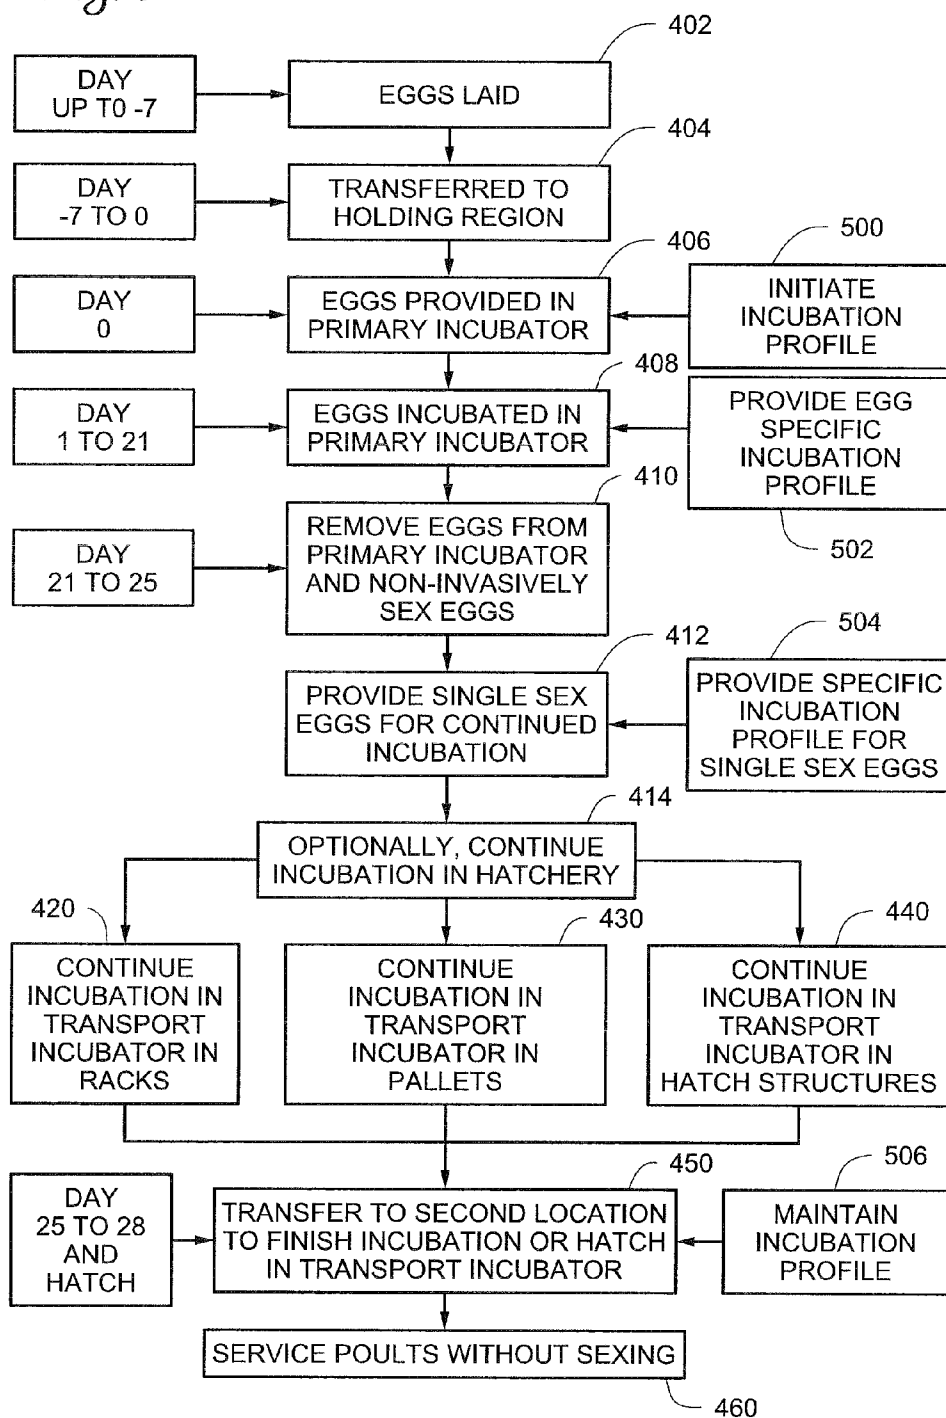 402
DAY
UP T0 -7
EGGS LAID
404
DAY
-7 TO 0
TRANSFERRED TO
HOLDING REGION
406
500
DAY
0
EGGS PROVIDED IN
PRIMARY INCUBATOR
INITIATE
INCUBATION
PROFILE
408
DAY
1 TO 21
EGGS INCUBATED IN
PRIMARY INCUBATOR
PROVIDE EGG
SPECIFIC
INCUBATION
PROFILE
410
502
DAY
21 TO 25
REMOVE EGGS FROM
PRIMARY INCUBATOR
AND NON-INVASIVELY
SEX EGGS
412
504
PROVIDE SINGLE SEX
EGGS FOR CONTINUED
INCUBATION
PROVIDE SPECIFIC
INCUBATION
PROFILE FOR
SINGLE SEX EGGS
414
OPTIONALLY, CONTINUE
INCUBATION IN HATCHERY
420
430
440
CONTINUE
INCUBATION IN
TRANSPORT
INCUBATOR IN
RACKS
CONTINUE
INCUBATION IN
TRANSPORT
INCUBATOR IN
PALLETS
CONTINUE
INCUBATION IN
TRANSPORT
INCUBATOR IN
HATCH STRUCTURES
450
506
DAY
25 TO 28
AND
HATCH
TRANSFER TO SECOND LOCATION
TO FINISH INCUBATION OR HATCH
IN TRANSPORT INCUBATOR
MAINTAIN
INCUBATION
PROFILE
SERVICE POULTS WITHOUT SEXING
460